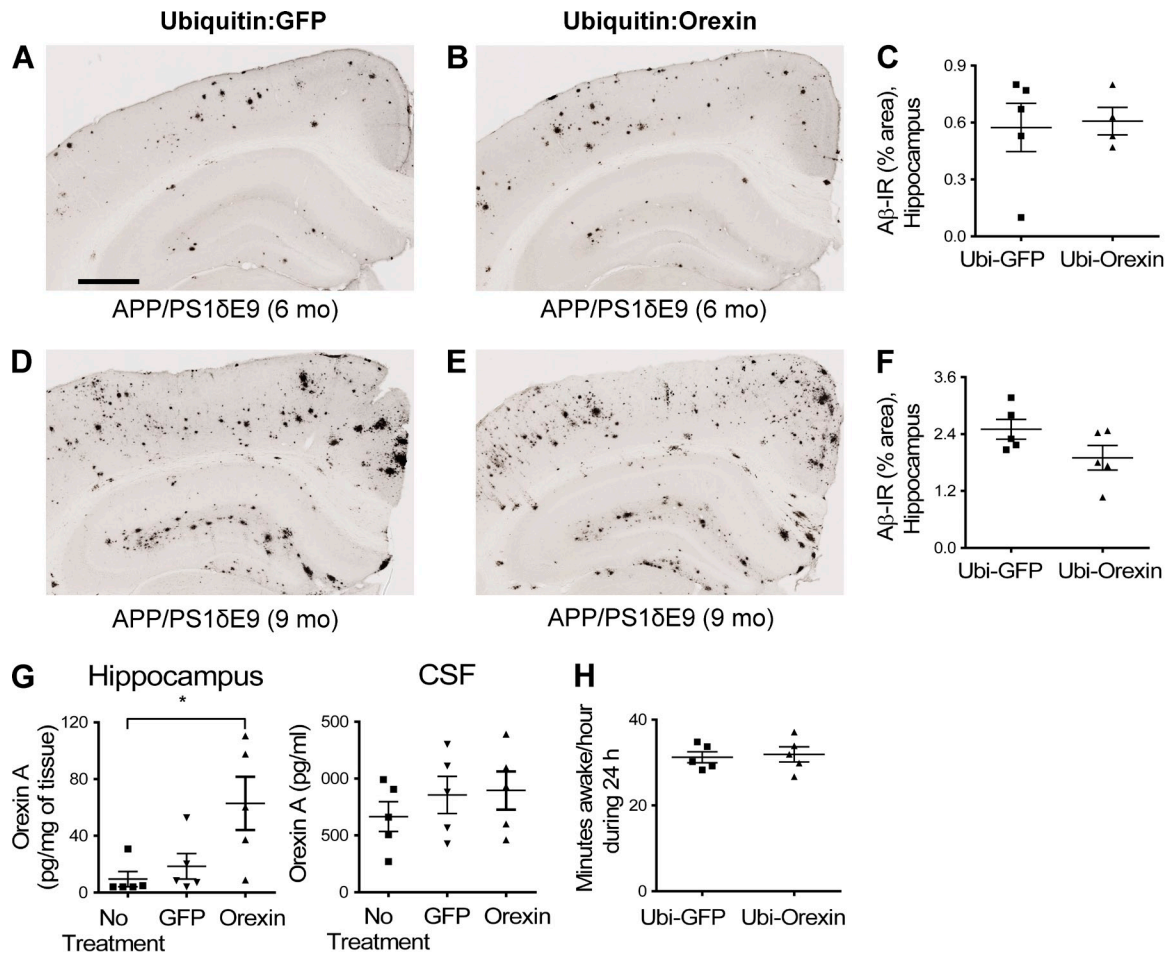 Ubiquitin:GFP
Ubiquitin:Orexin
A
B
C
0.9
0.6
0.3
0.0
Aβ-IR (% area),
Hippocampus
Ubi-GFP Ubi-Orexin
APP/PS1δE9 (6 mo)
APP/PS1δE9 (6 mo)
D
E
F
3.6
2.4
1.2
0.0
Aβ-IR (% area),
Hippocampus
Ubi-GFP Ubi-Orexin
APP/PS1δE9 (9 mo)
APP/PS1δE9 (9 mo)
G
Hippocampus
*
120
80
40
0
Orexin A
(pg/mg of tissue)
No GFP Orexin
Treatment
CSF
500
000
500
0
Orexin A (pg/ml)
No GFP Orexin
Treatment
H
40
20
0
Minutes awake/hour
during 24 h
Ubi-GFP Ubi-Orexin